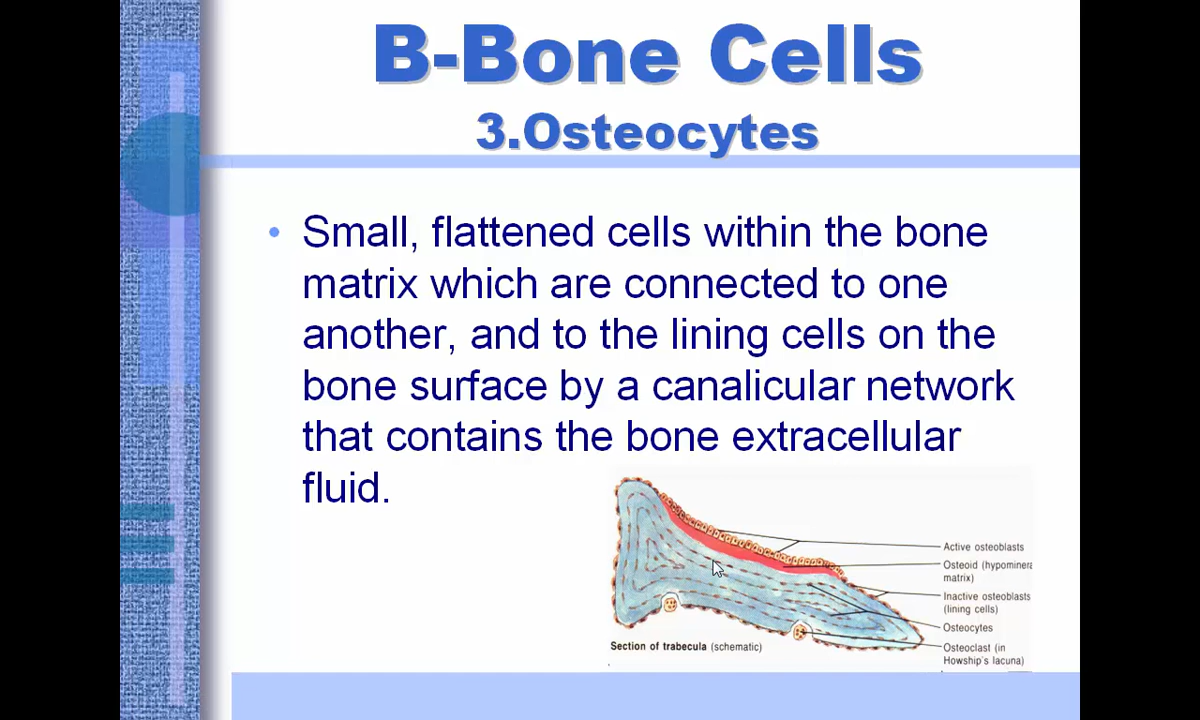 B-Bone Cells
3.Osteocytes
• Small, flattened cells within the bone
matrix which are connected to one
another, and to the lining cells on the
bone surface by a canalicular network
that contains the bone extracellular
fluid.
Active osteoblasts
Osteoid (hypominera
matrix)
Inactive osteoblasts
(lining cells)
Osteocytes
Osteoclast (in
Howship's lacuna)
Section of trabecula (schematic)